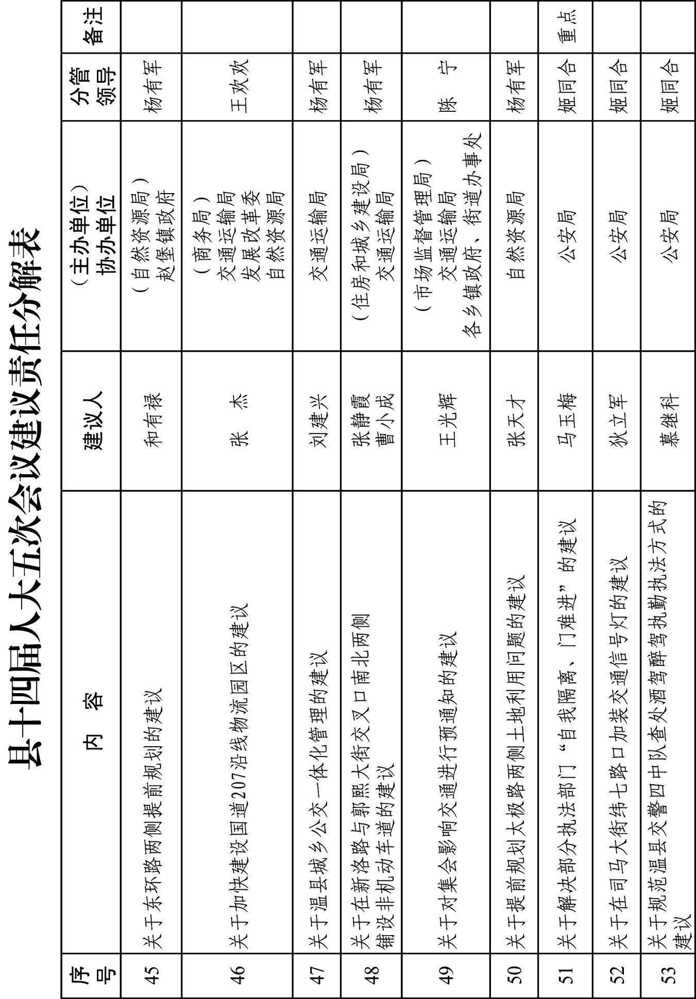 县十四届人大五次会议建议责任分解表
序号 内 容 建议人 （主办单位）协办单位 分管领导 备注
45 关于东环路两侧提前规划的建议 和有禄 （自然资源局）赵堡镇政府 杨有军
46 关于加快建设国道207沿线物流园区的建议 张 杰 （商务局）交通运输局 发展改革委 自然资源局 王欢欢
47 关于温县城乡公交一体化管理的建议 刘建兴 交通运输局 杨有军
48 关于在新洛路与郭熙大街交叉口南北两侧铺设非机动车道的建议 张静霞 曹小成 （住房和城乡建设局）交通运输局 杨有军
49 关于对集会影响交通进行预通知的建议 王光辉 （市场监督管理局）交通运输局 各乡镇政府、街道办事处 陈 宁
50 关于提前规划太极路两侧土地利用问题的建议 张天才 自然资源局 杨有军
51 关于解决部分执法部门“自我隔离、门难进”的建议 马玉梅 公安局 姬同合 重点
52 关于在司马大街纬七路口加装交通信号灯的建议 狄立军 公安局 姬同合
53 关于规范温县交警四中队查处酒驾醉驾执勤执法方式的建议 慕继科 公安局 姬同合